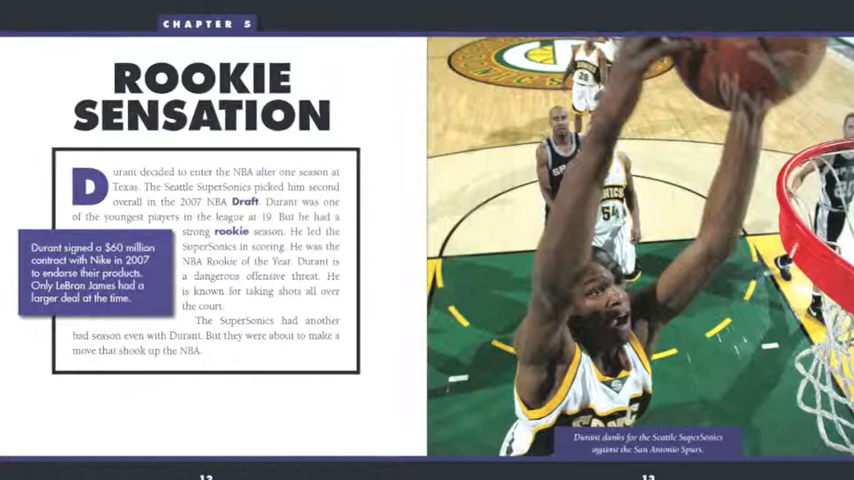 CHAPTER 5
ROOKIE
SENSATION
Durant decided to enter the NBA after one season at
Texas. The Seattle SuperSonics picked him second
overall in the 2007 NBA Draft. Durant was one
of the youngest players in the league at 19. But he had a
strong rookie season. He led the
SuperSonics in scoring. He was the
NBA Rookie of the Year. Durant is
a dangerous offensive threat. He
is known for taking shots all over
the court.
The SuperSonics had another
bad season even with Durant. But they were about to make a
move that shook up the NBA.
Durant signed a $60 million
contract with Nike in 2007
to endorse their products.
Only LeBron James had a
larger deal at the time.
12
SONICS
20
54
Durant dunks for the Seattle SuperSonics
against the San Antonio Spurs.
13